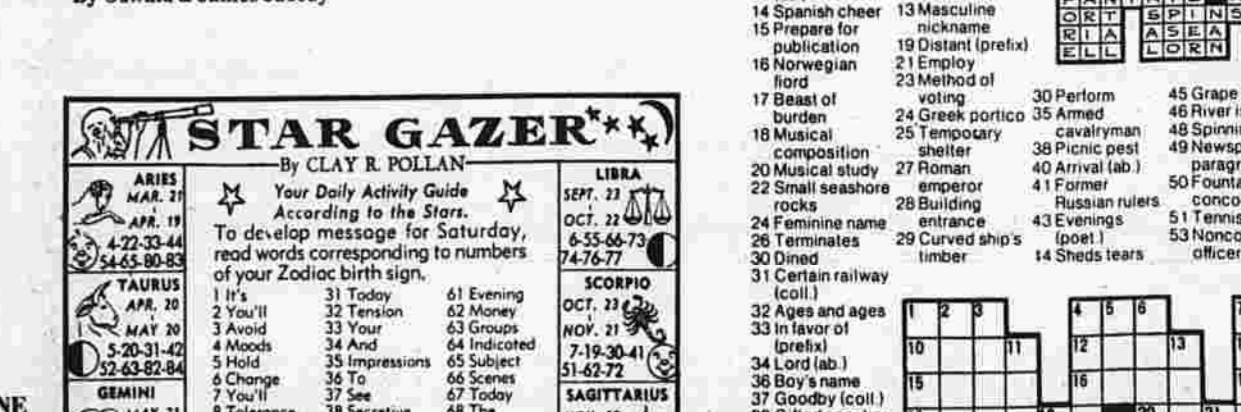 STAR GAZER
By CLAY R. POLLAN
ARIES
MAR. 21
APR. 19
4-22-33-44
54-65-80-83
TAURUS
APR. 20
MAY 20
5-20-31-42
52-63-82-84
GEMINI
Your Daily Activity Guide
According to the Stars.
To develop message for Saturday,
read words corresponding to numbers
of your Zodiac birth sign.
1 It's
2 You'll
3 Avoid
4 Moods
5 Hold
6 Change
7 You'll
8 Tolerance
31 Today
32 Tension
33 Your
34 And
35 Impressions
36 To
37 See
38 Secretive
61 Evening
62 Money
63 Groups
64 Indicated
65 Subject
66 Scenes
67 Today
68 The
LIBRA
SEPT. 23
OCT. 22
6-55-66-73
74-76-77
SCORPIO
OCT. 23
NOV. 21
7-19-30-41
51-62-72
SAGITTARIUS
NE
14 Spanish cheer
15 Prepare for
publication
16 Norwegian
fiord
17 Beast of
burden
18 Musical
composition
20 Musical study
22 Small seashore
rocks
24 Feminine name
26 Terminates
30 Dined
31 Certain railway
(coll.)
32 Ages and ages
33 In favor of
(prefix)
34 Lord (ab.)
36 Boy's name
37 Goodby (coll.)
13 Masculine
nickname
19 Distant (prefix)
21 Employ
23 Method of
voting
24 Greek portico
25 Temporary
shelter
27 Roman
emperor
28 Building
entrance
29 Curved ship's
timber
30 Perform
35 Armed
cavalryman
38 Picnic pest
40 Arrival (ab.)
41 Former
Russian rulers
43 Evenings
(poet.)
44 Sheds tears
45 Grape
46 River
48
49
50
51 Tennis
53
ORT SPINS
RIA ASEA
ELL LORN
1 2 3 4 5 6
10 11 12 13
15 16